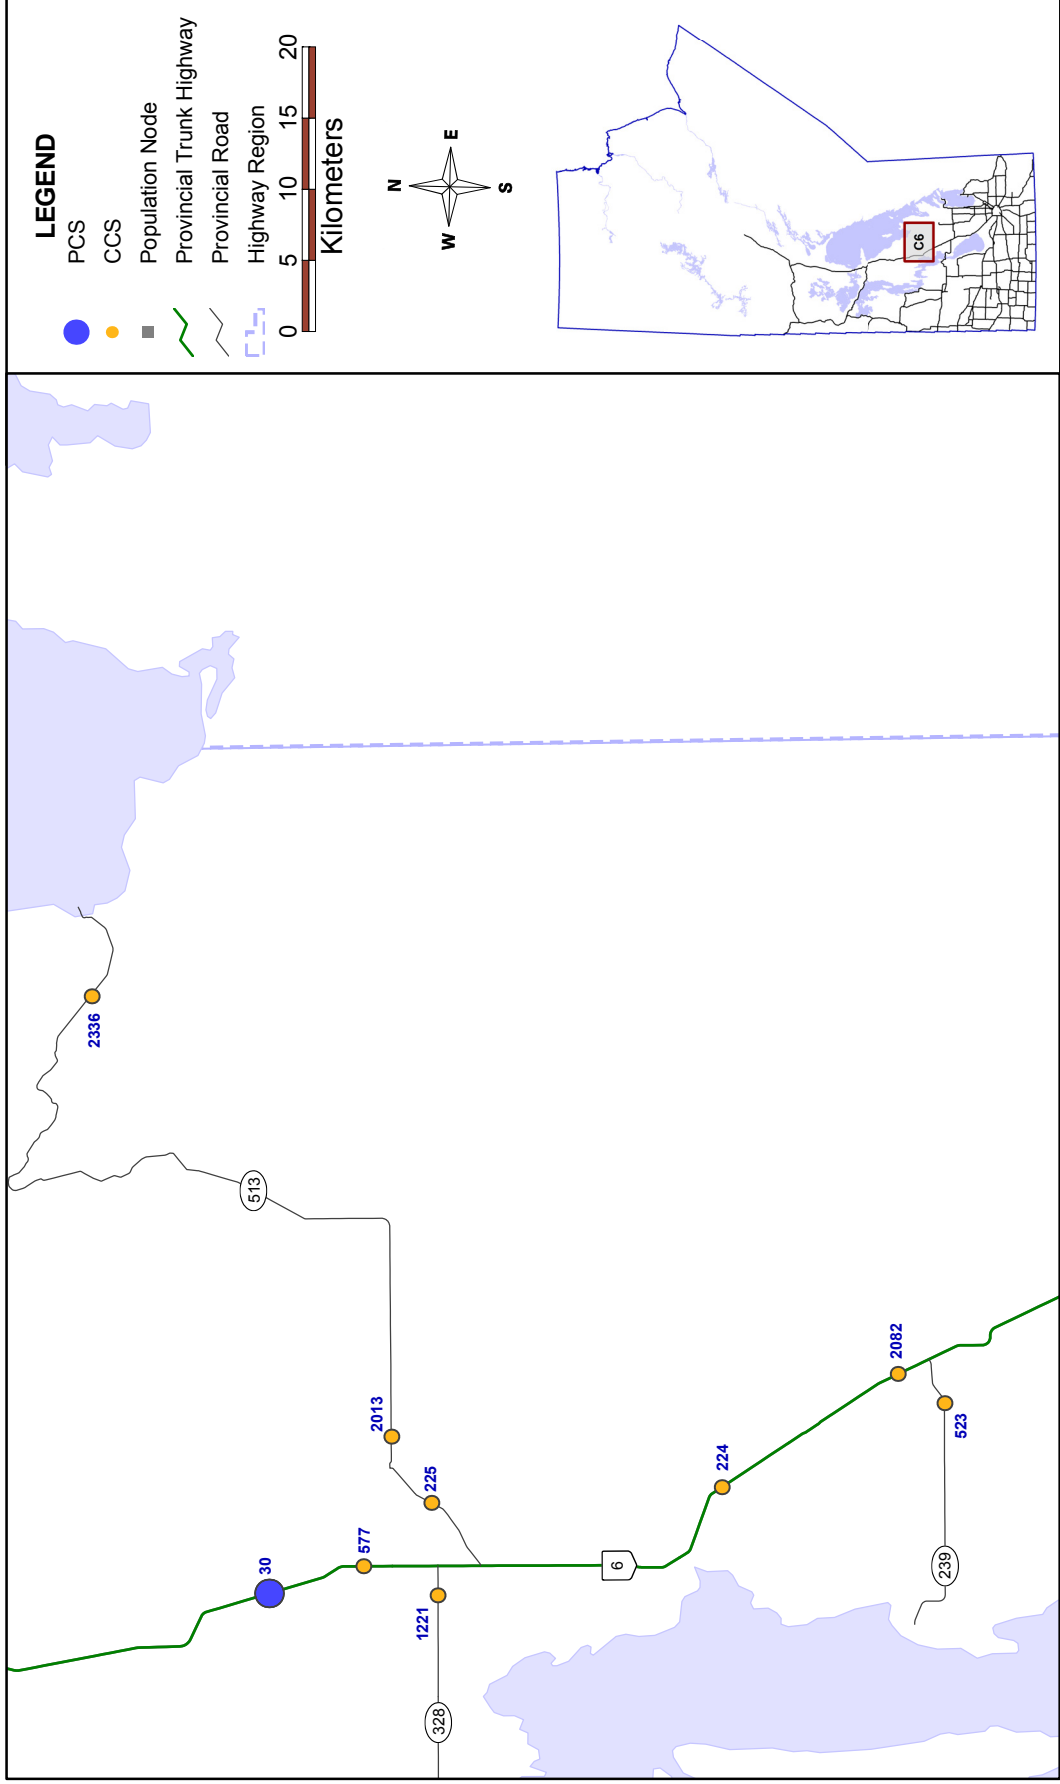 LEGEND
PCS
CCS
Population Node
Provincial Trunk Highway
Provincial Road
Highway Region
0 5 10 15 20
Kilometers
N
W E
S
C6
2336
513
2013
225
30
577
1221
328
6
224
2082
523
239